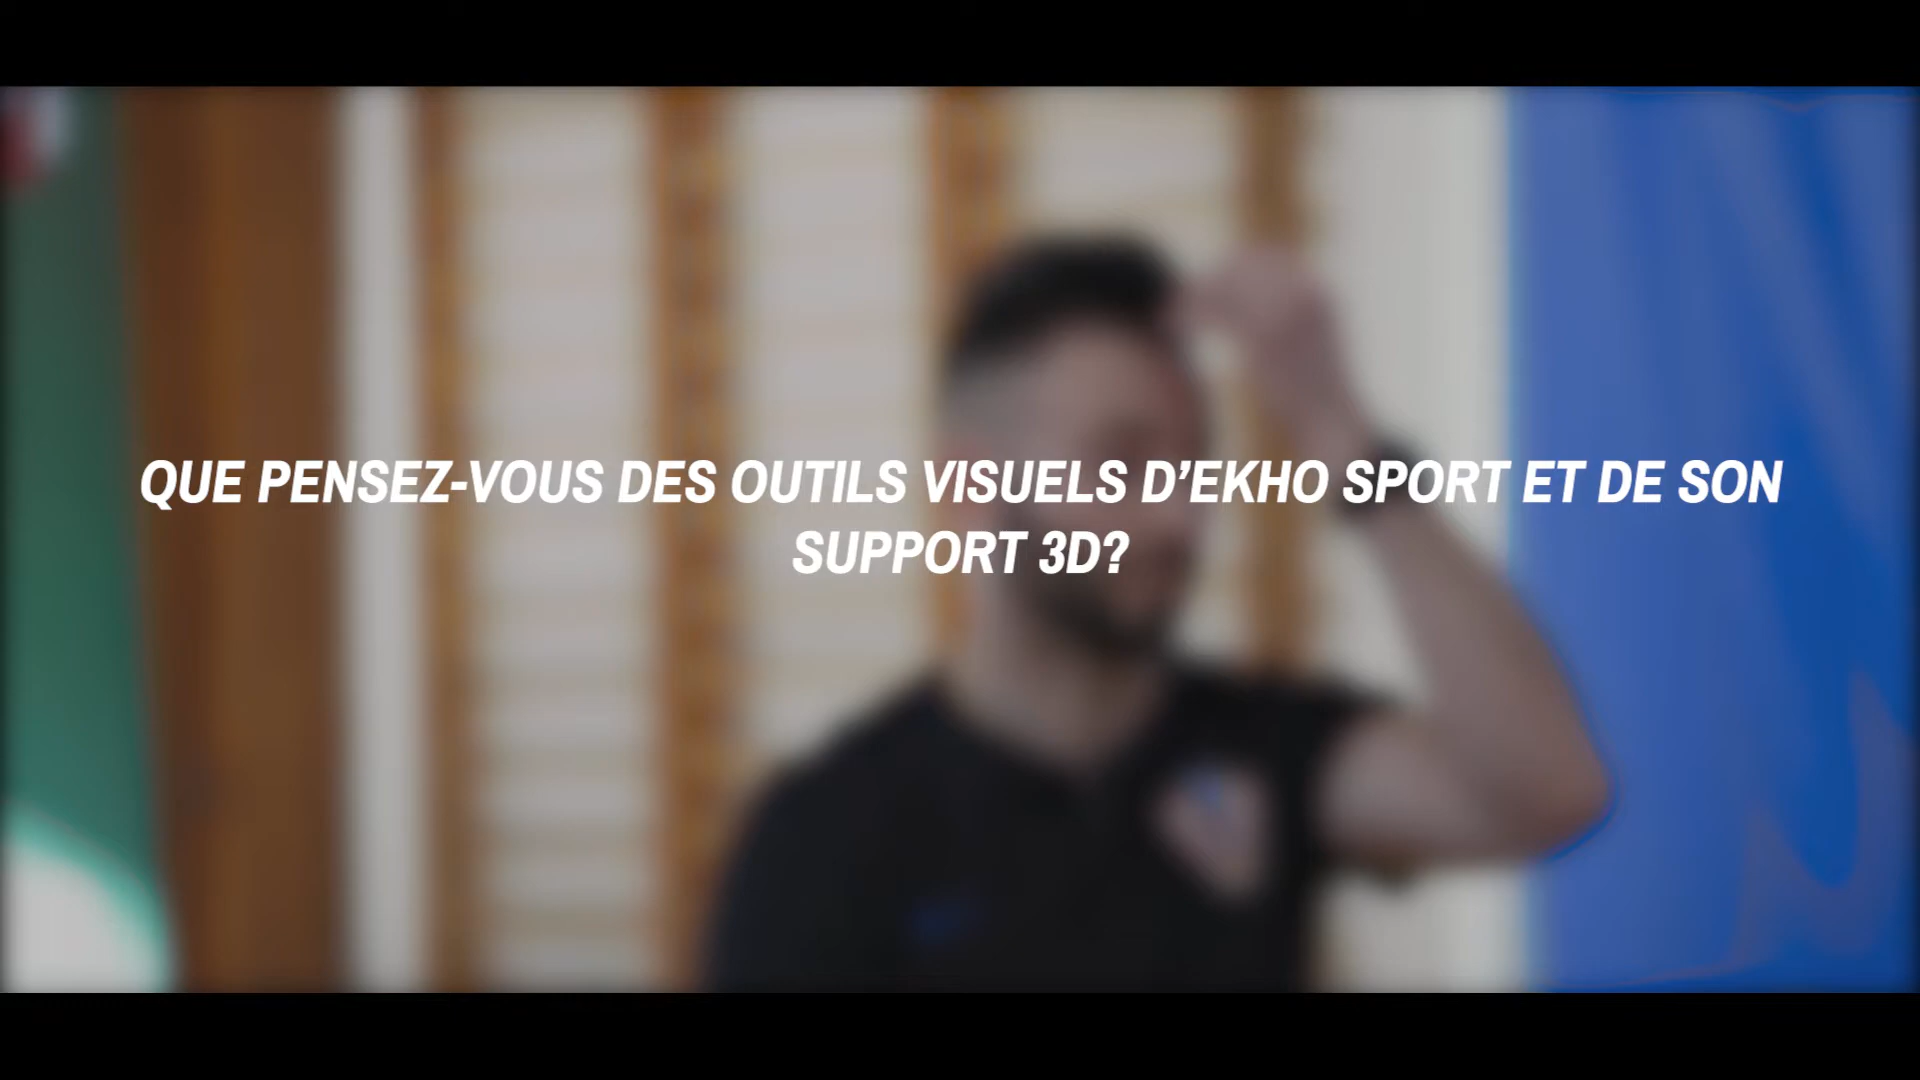 QUE PENSEZ-VOUS DES OUTILS VISUELS D’EKHO SPORT ET DE SON
SUPPORT 3D?